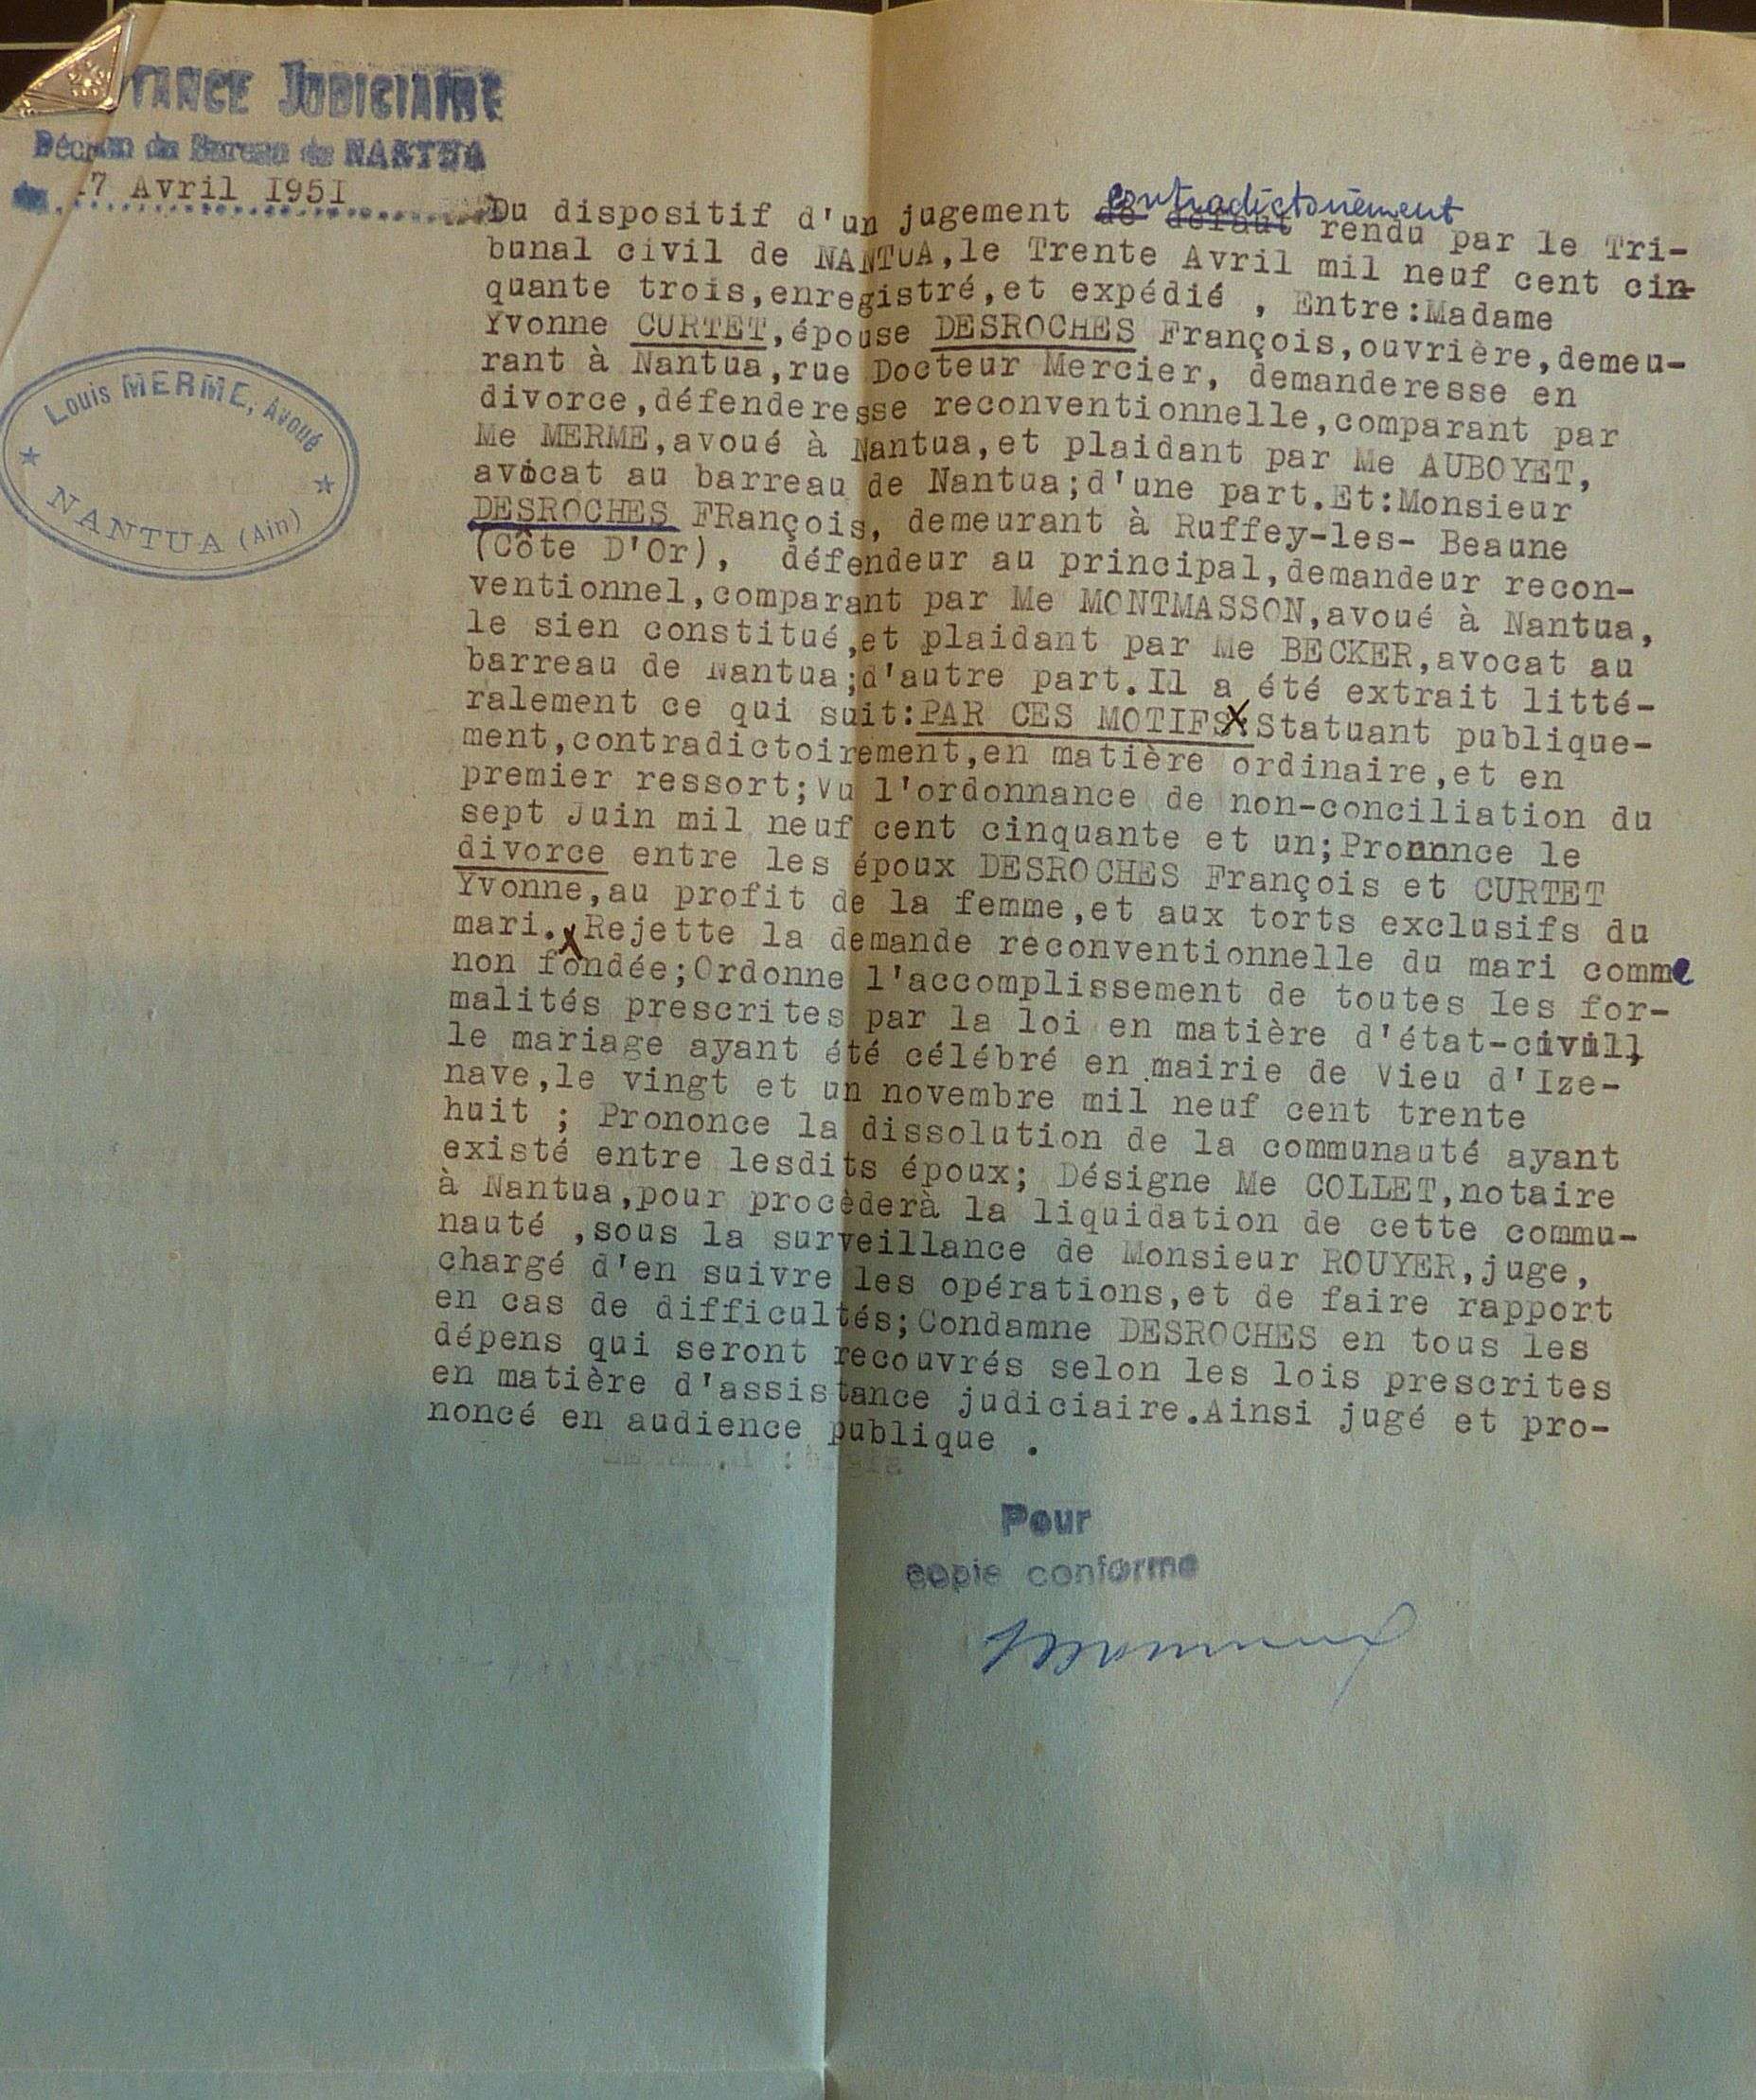 TANCE JUDICIAIRE
Décision du Bureau de NANTUA
du 17 Avril 1951
Louis MERME, Avoué
NANTUA (Ain)
contradictoirement
Du dispositif d'un jugement de défaut rendu par le Tri-
bunal civil de NANTUA,le Trente Avril mil neuf cent cin-
quante trois,enregistré,et expédié , Entre:Madame
Yvonne CURTET,épouse DESROCHES François,ouvrière,demeu-
rant à Nantua,rue Docteur Mercier, demanderesse en
divorce,défenderesse reconventionnelle,comparant par
Me MERME,avoué à Nantua,et plaidant par Me AUBOYET,
avocat au barreau de Nantua;d'une part.Et:Monsieur
DESROCHES FRançois, demeurant à Ruffey-les- Beaune
(Côte D'Or), défendeur au principal,demandeur recon-
ventionnel,comparant par Me MONTMASSON,avoué à Nantua,
le sien constitué,et plaidant par Me BECKER,avocat au
barreau de Nantua;d'autre part.Il a été extrait litté-
ralement ce qui suit:PAR CES MOTIFS:Statuant publique-
ment,contradictoirement,en matière ordinaire,et en
premier ressort;Vu l'ordonnance de non-conciliation du
sept Juin mil neuf cent cinquante et un;Prononce le
divorce entre les époux DESROCHES François et CURTET
Yvonne,au profit de la femme,et aux torts exclusifs du
mari. Rejette la demande reconventionnelle du mari comme
non fondée;Ordonne l'accomplissement de toutes les for-
malités prescrites par la loi en matière d'état-civil,
le mariage ayant été célébré en mairie de Vieu d'Ize-
nave,le vingt et un novembre mil neuf cent trente
huit ; Prononce la dissolution de la communauté ayant
existé entre lesdits époux; Désigne Me COLLET,notaire
à Nantua,pour procèderà la liquidation de cette commu-
nauté ,sous la surveillance de Monsieur ROUYER,juge,
chargé d'en suivre les opérations,et de faire rapport
en cas de difficultés;Condamne DESROCHES en tous les
dépens qui seront recouvrés selon les lois prescrites
en matière d'assistance judiciaire.Ainsi jugé et pro-
noncé en audience publique .
Pour
copie conforme